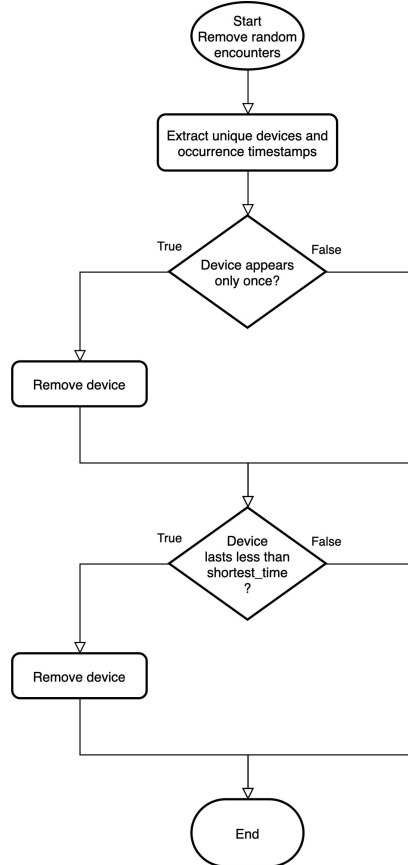 Start
Remove random
encounters
Extract unique devices and
occurrence timestamps
True
False
Device appears
only once?
Remove device
True
False
Device
lasts less than
shortest_time
?
Remove device
End